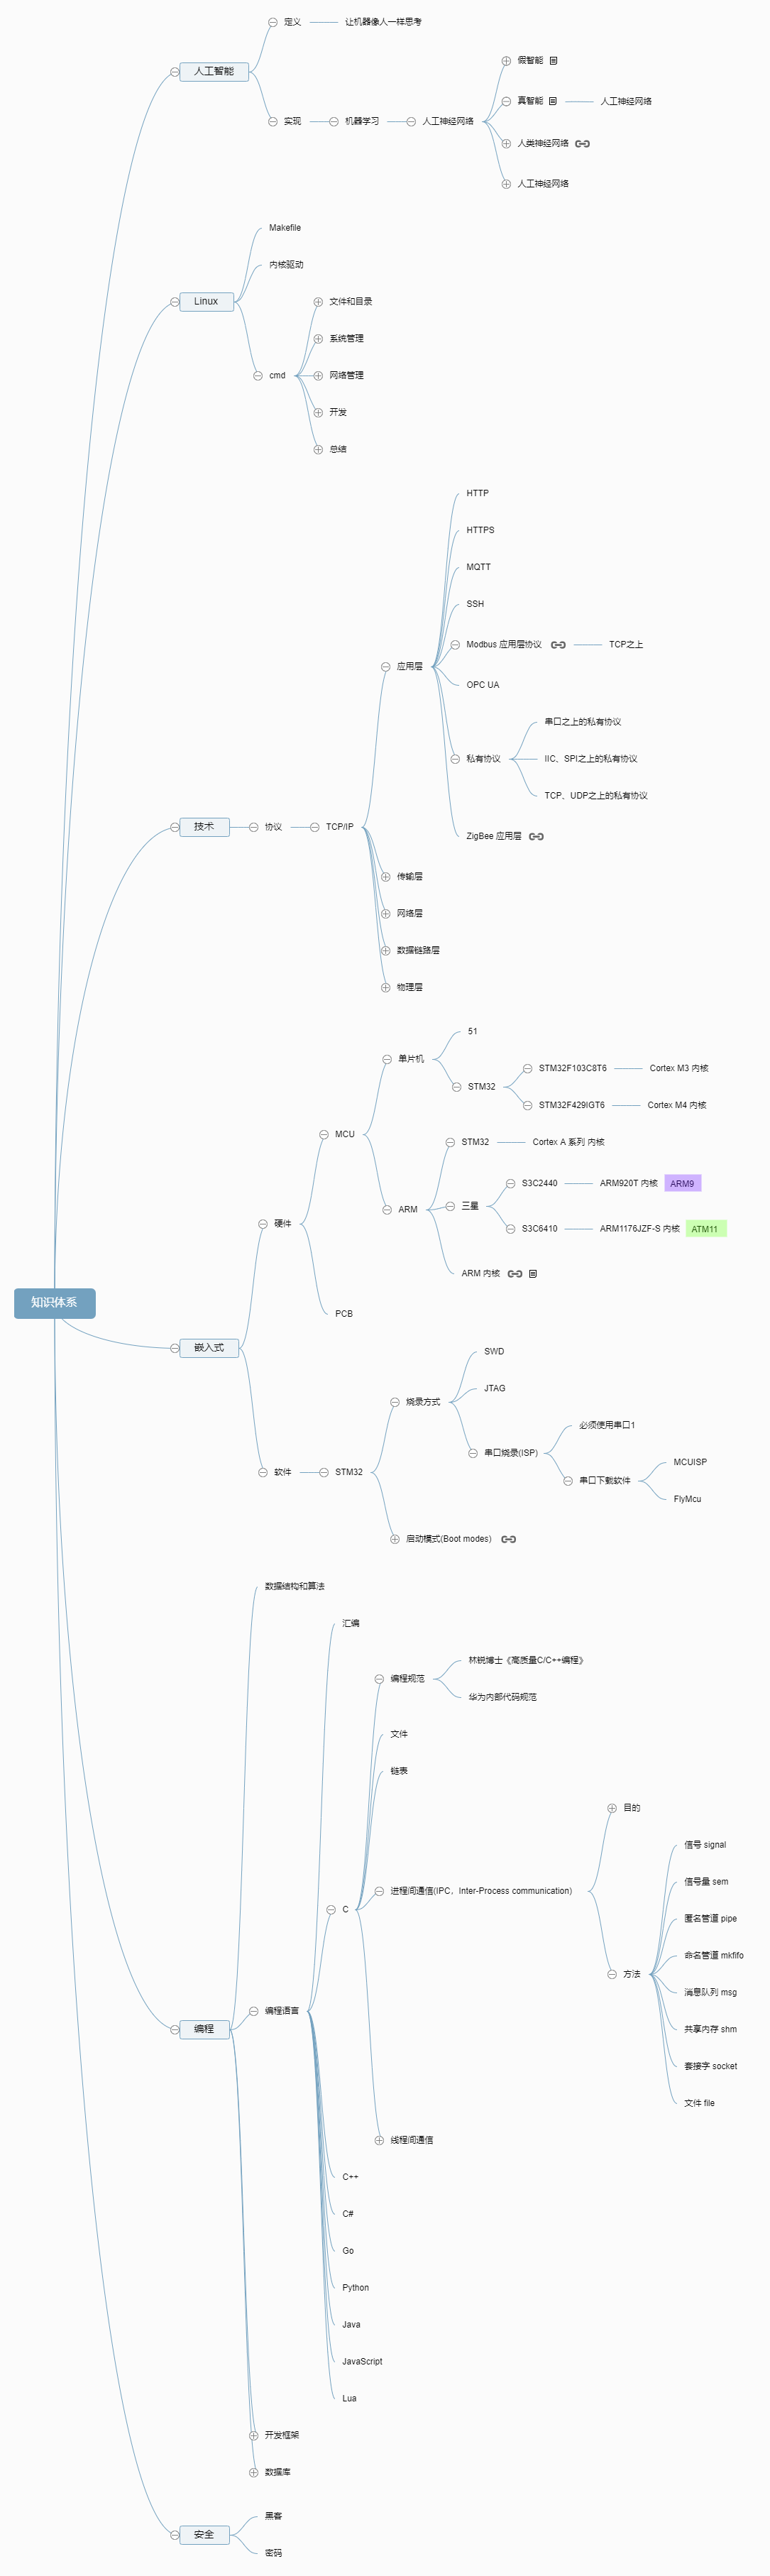 定义
让机器像人一样思考
假智能
人工智能
真智能
人工神经网络
实现
机器学习
人工神经网络
人类神经网络
人工神经网络
Makefile
内核驱动
Linux
文件和目录
系统管理
cmd
网络管理
开发
总结
HTTP
HTTPS
MQTT
SSH
Modbus 应用层协议
TCP之上
应用层
OPC UA
串口之上的私有协议
私有协议
IIC、SPI之上的私有协议
TCP、UDP之上的私有协议
技术
协议
TCP/IP
ZigBee 应用层
传输层
网络层
数据链路层
物理层
51
单片机
STM32F103C8T6
Cortex M3 内核
STM32
STM32F429IGT6
Cortex M4 内核
MCU
STM32
Cortex A 系列 内核
S3C2440
ARM920T 内核
ARM9
ARM
三星
硬件
S3C6410
ARM1176JZF-S 内核
ATM11
ARM 内核
知识体系
PCB
嵌入式
SWD
JTAG
烧录方式
必须使用串口1
串口烧录(ISP)
MCUISP
软件
STM32
串口下载软件
FlyMcu
启动模式(Boot modes)
数据结构和算法
汇编
林锐博士《高质量C/C++编程》
编程规范
华为内部代码规范
文件
链表
目的
信号 signal
信号量 sem
进程间通信(IPC，Inter-Process communication)
C
匿名管道 pipe
命名管道 mkfifo
方法
消息队列 msg
编程语言
编程
共享内存 shm
套接字 socket
文件 file
线程间通信
C++
C#
Go
Python
Java
JavaScript
Lua
开发框架
数据库
黑客
安全
密码